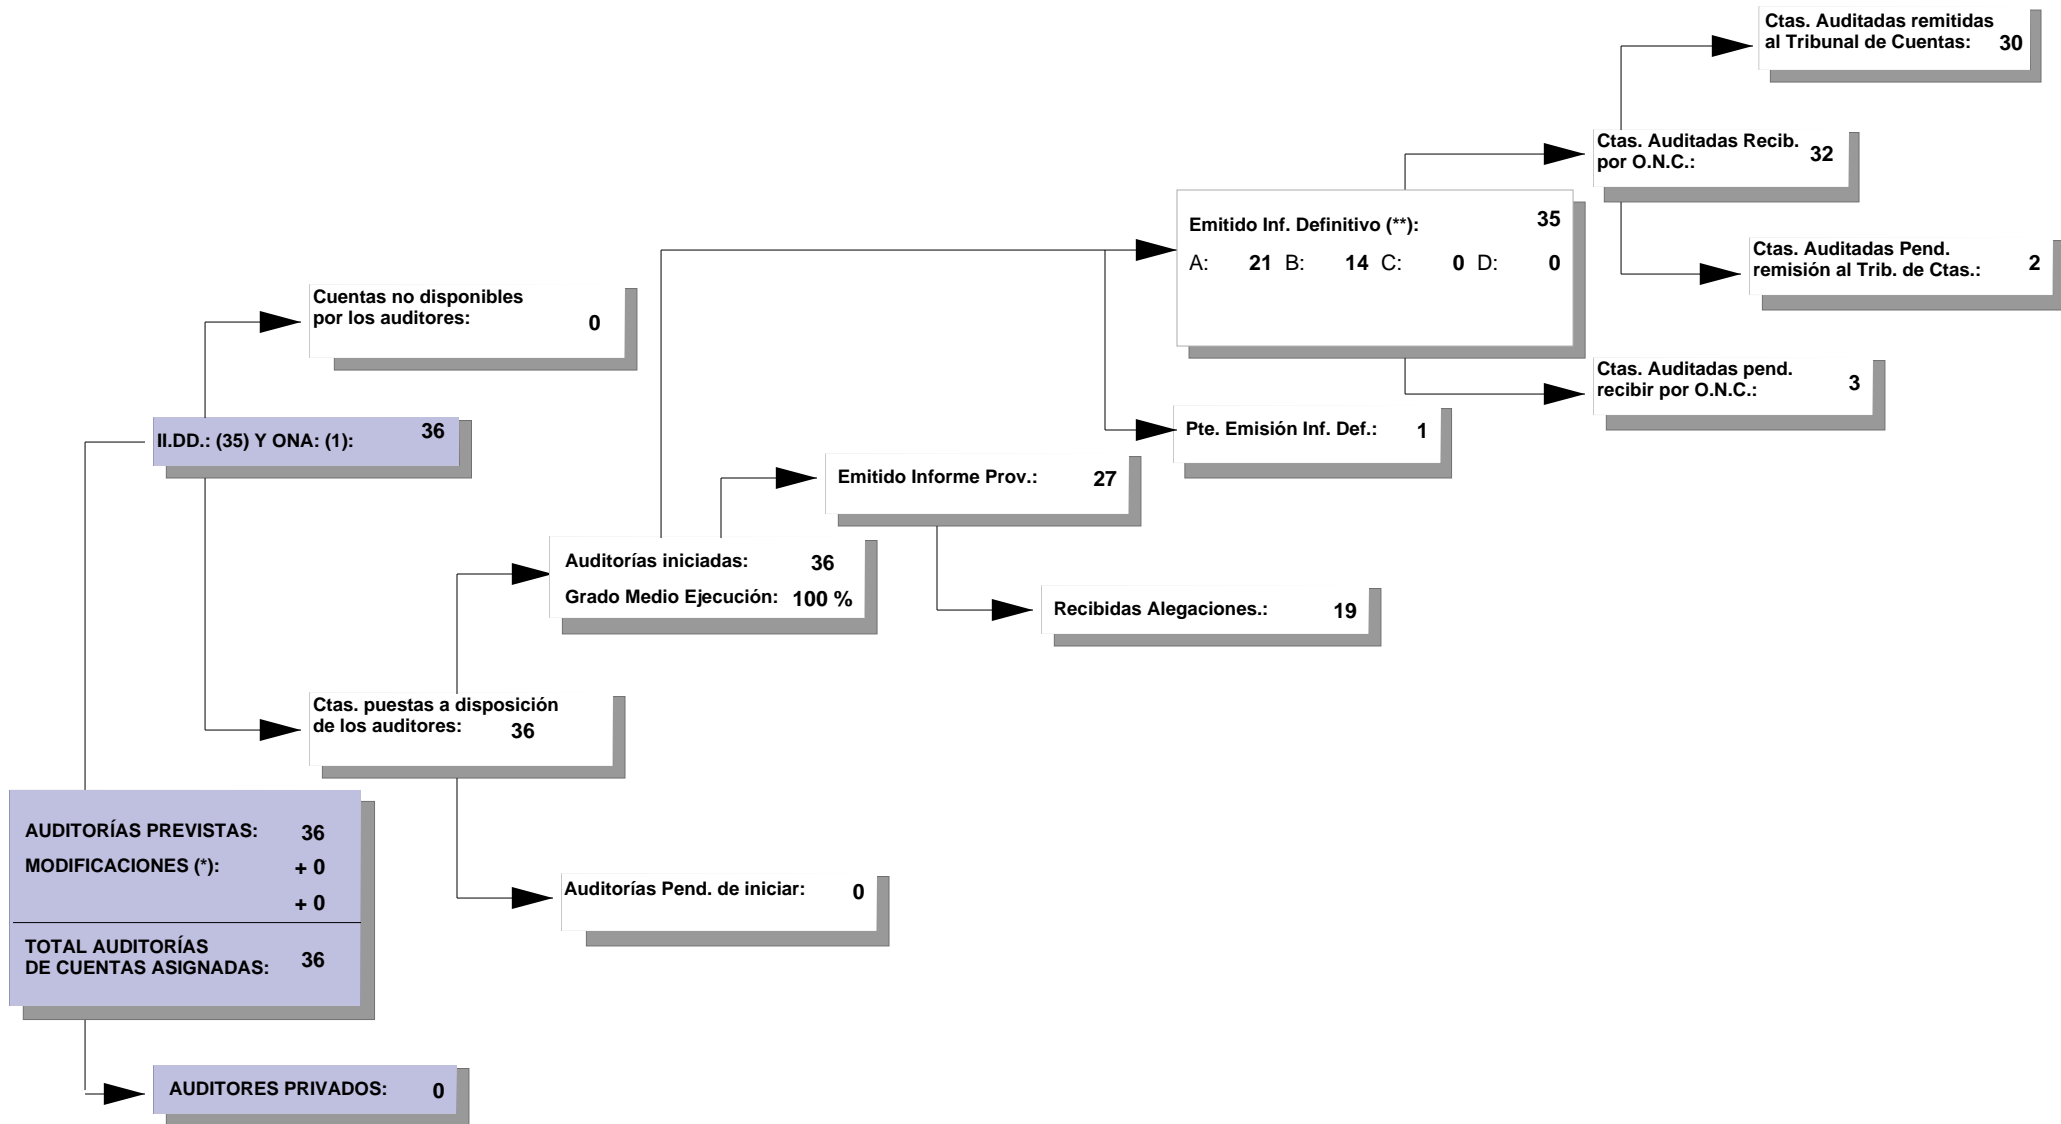 Ctas. Auditadas remitidas
al Tribunal de Cuentas: 30
Ctas. Auditadas Recib.
por O.N.C.: 32
Emitido Inf. Definitivo (**): 35
A: 21 B: 14 C: 0 D: 0
Ctas. Auditadas Pend.
remisión al Trib. de Ctas.: 2
Cuentas no disponibles
por los auditores: 0
Ctas. Auditadas pend.
recibir por O.N.C.: 3
II.DD.: (35) Y ONA: (1): 36
Pte. Emisión Inf. Def.: 1
Emitido Informe Prov.: 27
Auditorías iniciadas: 36
Grado Medio Ejecución: 100 %
Recibidas Alegaciones.: 19
Ctas. puestas a disposición
de los auditores: 36
AUDITORÍAS PREVISTAS: 36
MODIFICACIONES (*): + 0
+ 0
TOTAL AUDITORÍAS
DE CUENTAS ASIGNADAS: 36
Auditorías Pend. de iniciar: 0
AUDITORES PRIVADOS: 0